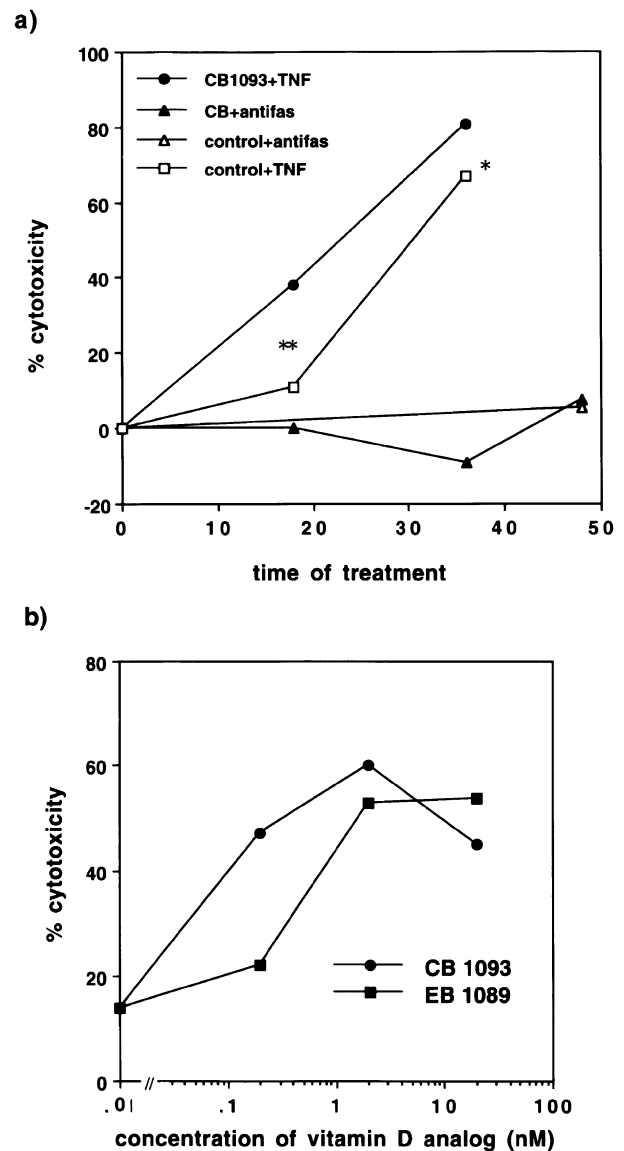 a)
100
80
60
40
20
0
-20
% cytotoxicity
CB1093+TNF
CB+antifas
control+antifas
control+TNF
*
**
0 10 20 30 40 50
time of treatment
b)
80
60
40
20
0
% cytotoxicity
CB 1093
EB 1089
.01 // .1 1 10 100
concentration of vitamin D analog (nM)